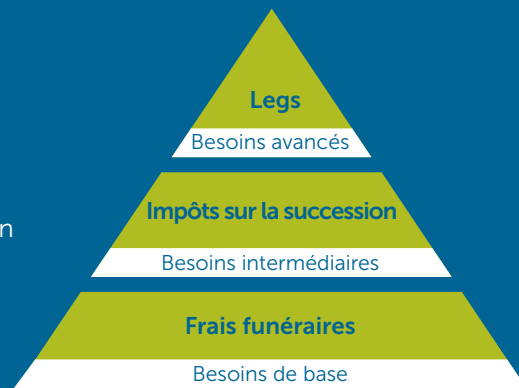 Legs
Besoins avancés
Impôts sur la succession
n
Besoins intermédiaires
Frais funéraires
Besoins de base